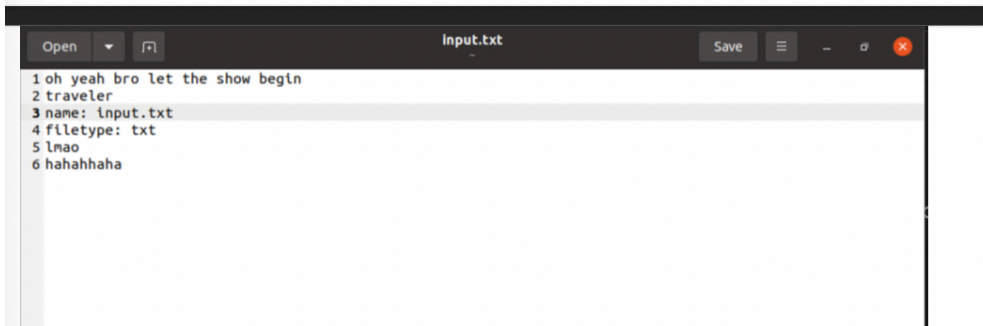 Open
input.txt
~
Save
1 oh yeah bro let the show begin
2 traveler
3 name: input.txt
4 filetype: txt
5 lmao
6 hahahhaha